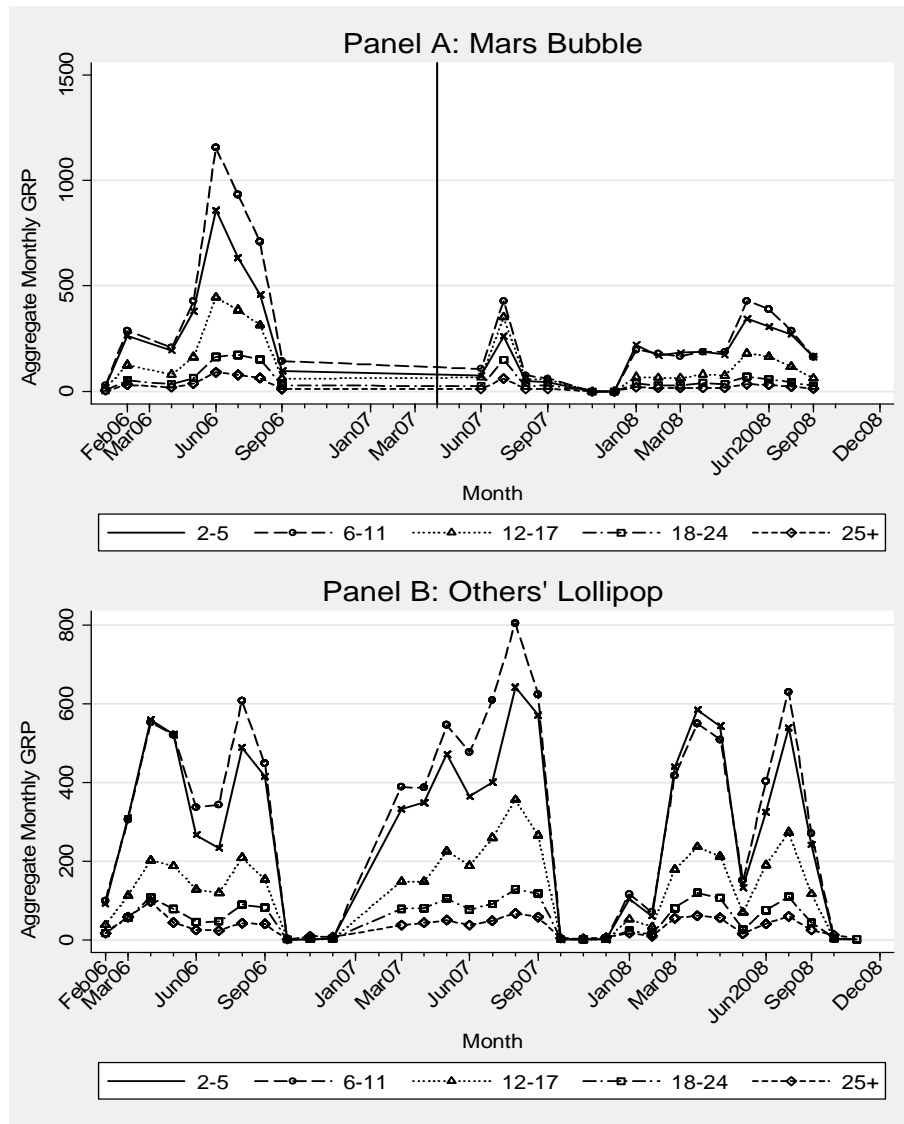 Panel A: Mars Bubble
Aggregate Monthly GRP
1500
1000
500
0
Feb06 Mar06 Jun06 Sep06 Jan07 Mar07 Jun07 Sep07 Jan08 Mar08 Jun2008 Sep08 Dec08
Month
2-5 6-11 12-17 18-24 25+
Panel B: Others' Lollipop
Aggregate Monthly GRP
800
600
400
200
0
Feb06 Mar06 Jun06 Sep06 Jan07 Mar07 Jun07 Sep07 Jan08 Mar08 Jun2008 Sep08 Dec08
Month
2-5 6-11 12-17 18-24 25+